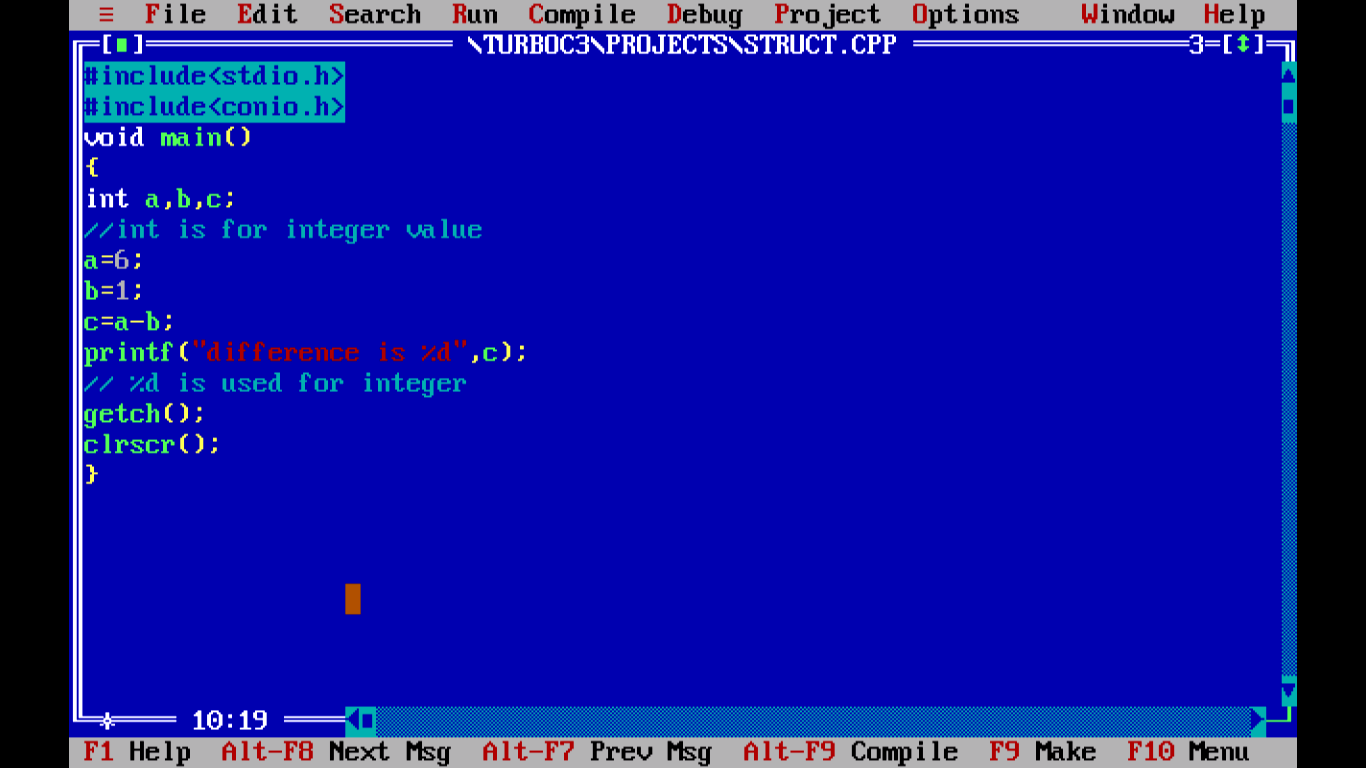 ≡ File Edit Search Run Compile Debug Project Options Window Help
[■] \TURBOC3\PROJECTS\STRUCT.CPP 3=[↕]
#include<stdio.h>
#include<conio.h>
void main()
{
int a,b,c;
//int is for integer value
a=6;
b=1;
c=a-b;
printf("difference is %d",c);
// %d is used for integer
getch();
clrscr();
}
10:19
F1 Help Alt-F8 Next Msg Alt-F7 Prev Msg Alt-F9 Compile F9 Make F10 Menu